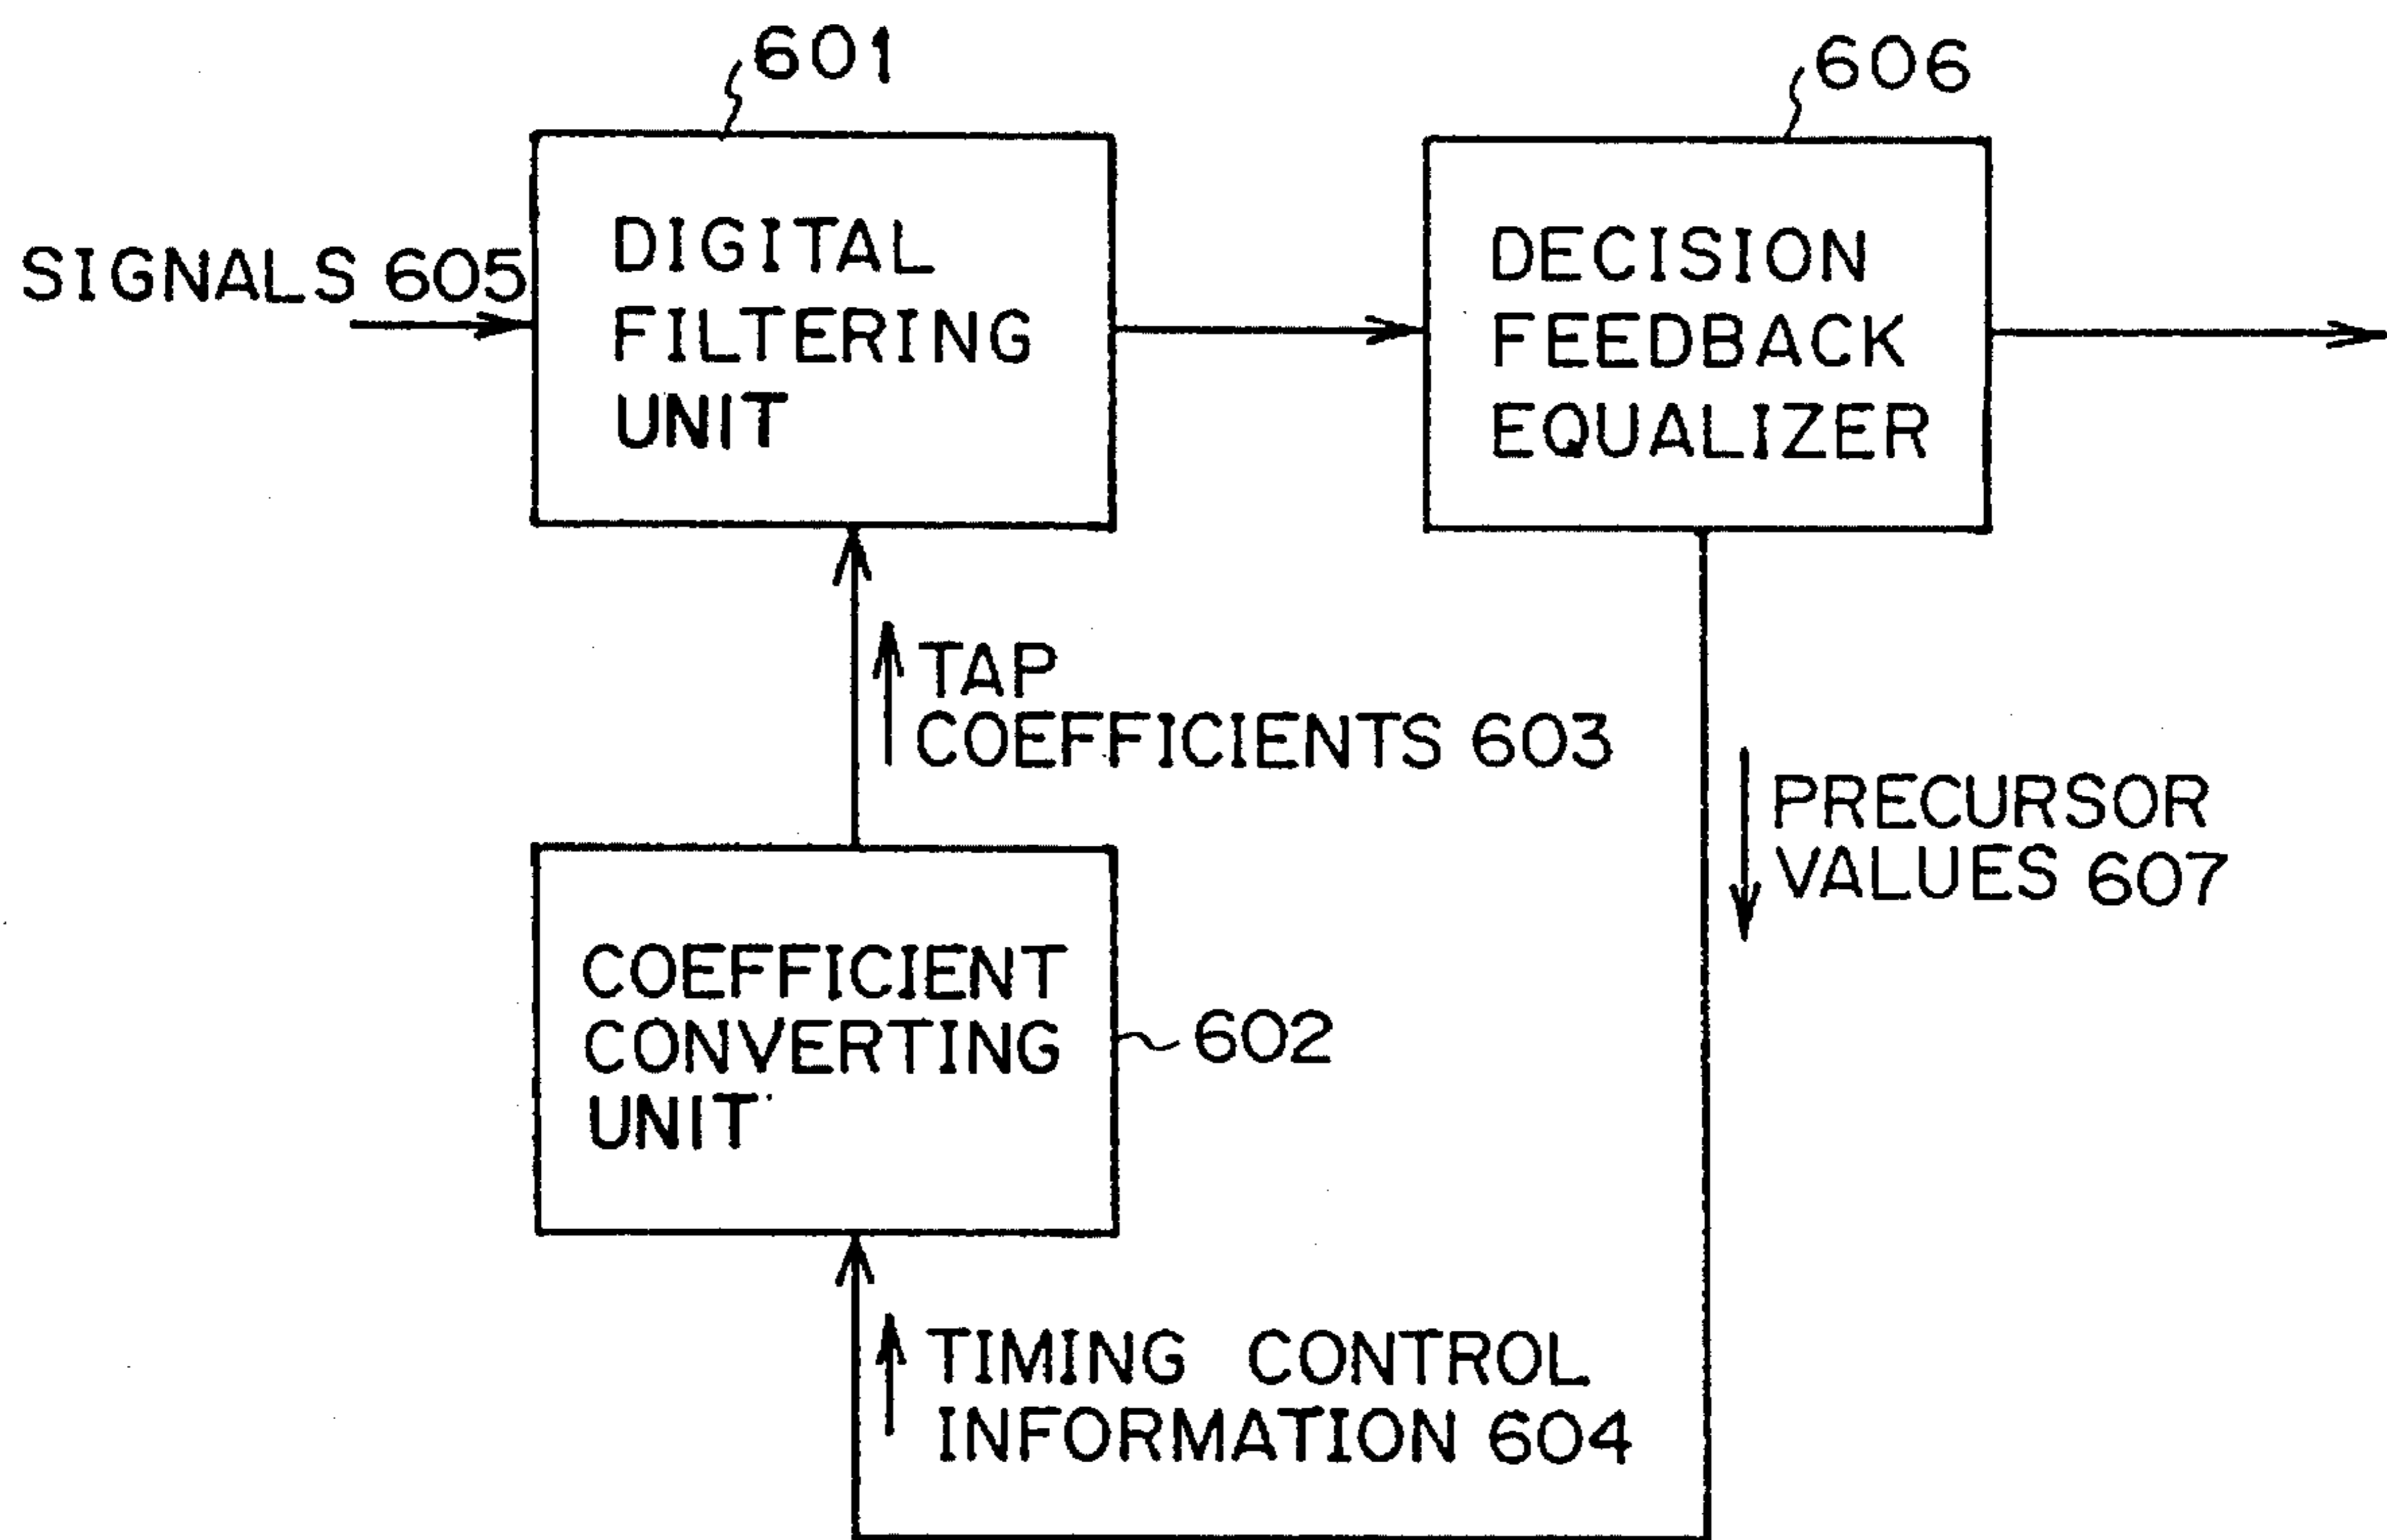 601
606
SIGNALS 605
DIGITAL
FILTERING
UNIT
DECISION
FEEDBACK
EQUALIZER
TAP
COEFFICIENTS 603
PRECURSOR
VALUES 607
COEFFICIENT
CONVERTING
UNIT
602
TIMING CONTROL
INFORMATION 604